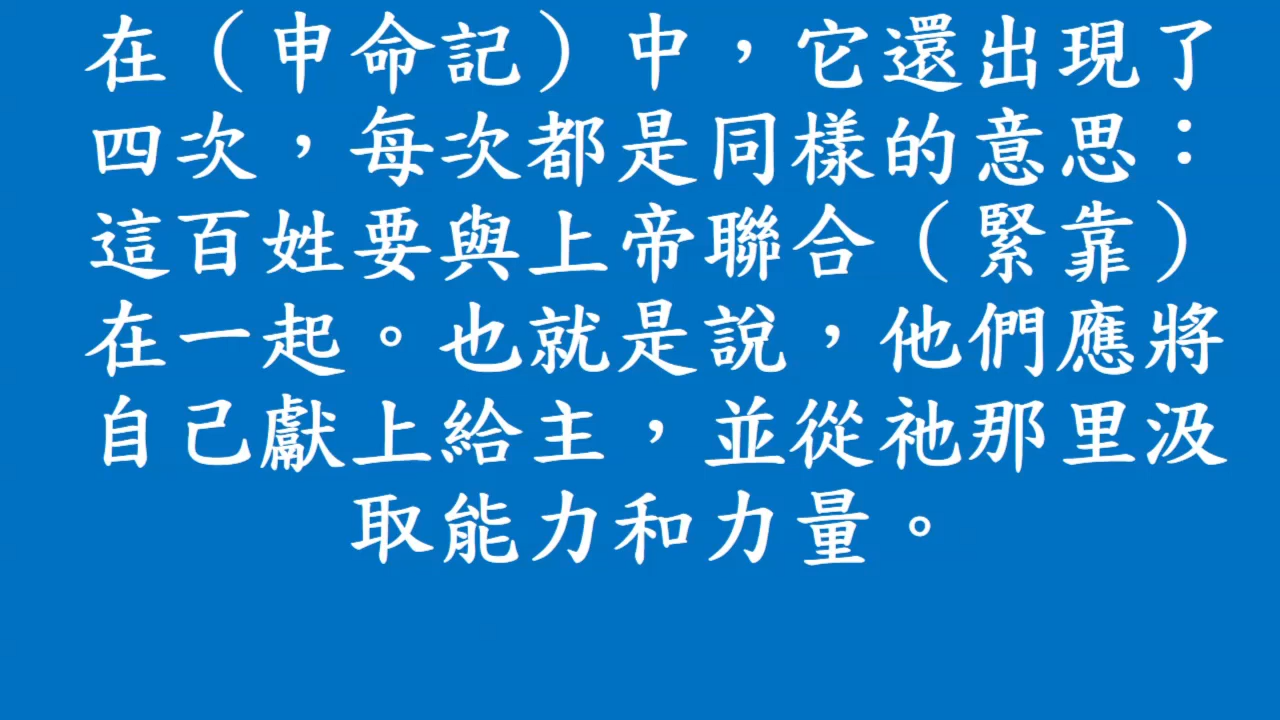 在（申命記）中，它還出現了
四次，每次都是同樣的意思：
這百姓要與上帝聯合（緊靠）
在一起。也就是說，他們應將
自己獻上給主，並從祂那里汲
取能力和力量。